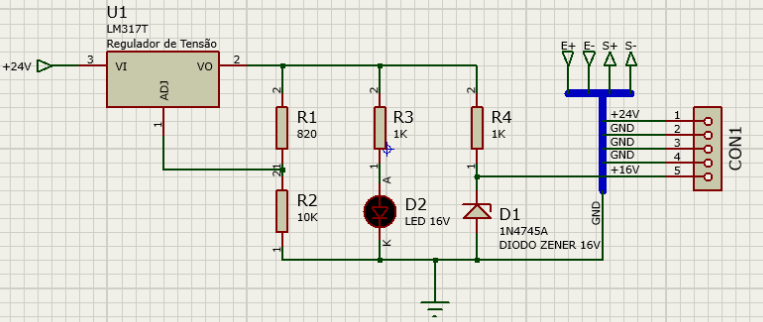 U1
LM317T
Regulador de Tensão
+24V
3
VI
VO
2
ADJ
1
2
R1
820
1
2
R2
10K
1
2
R3
1K
1
A
D2
LED 16V
K
2
R4
1K
1
D1
1N4745A
DIODO ZENER 16V
E+
E-
S+
S-
+24V
GND
GND
GND
+16V
GND
1
2
3
4
5
CON1